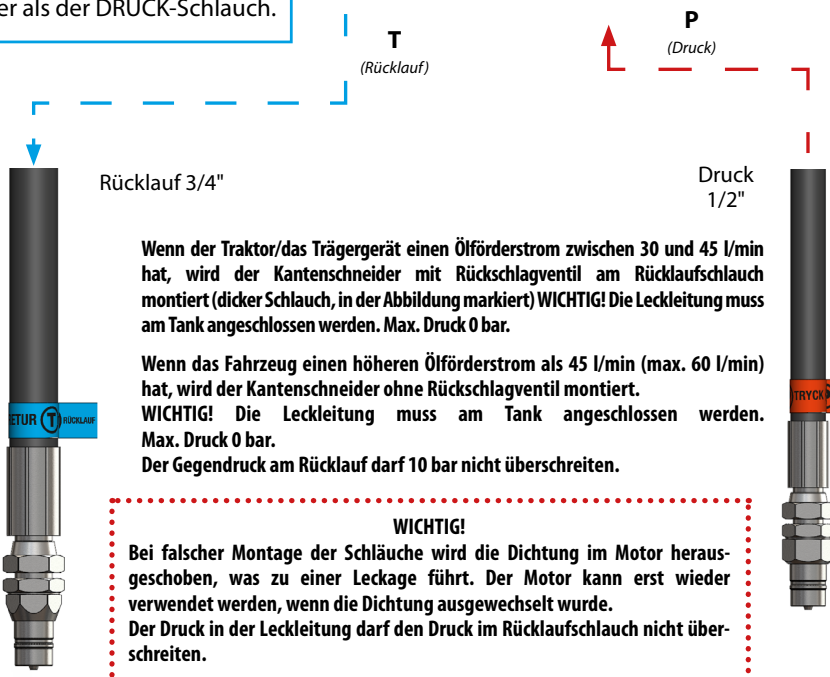 er als der DRUCK-Schlauch.
T
(Rücklauf)
P
(Druck)
Rücklauf 3/4"
Druck
1/2"
Wenn der Traktor/das Trägergerät einen Ölförderstrom zwischen 30 und 45 l/min
hat, wird der Kantenschneider mit Rückschlagventil am Rücklaufschlauch
montiert (dicker Schlauch, in der Abbildung markiert) WICHTIG! Die Leckleitung muss
am Tank angeschlossen werden. Max. Druck 0 bar.
Wenn das Fahrzeug einen höheren Ölförderstrom als 45 l/min (max. 60 l/min)
hat, wird der Kantenschneider ohne Rückschlagventil montiert.
WICHTIG! Die Leckleitung muss am Tank angeschlossen werden.
Max. Druck 0 bar.
Der Gegendruck am Rücklauf darf 10 bar nicht überschreiten.
ETUR T RÜCKLAUF
TRYCK
WICHTIG!
Bei falscher Montage der Schläuche wird die Dichtung im Motor heraus-
geschoben, was zu einer Leckage führt. Der Motor kann erst wieder
verwendet werden, wenn die Dichtung ausgewechselt wurde.
Der Druck in der Leckleitung darf den Druck im Rücklaufschlauch nicht über-
schreiten.